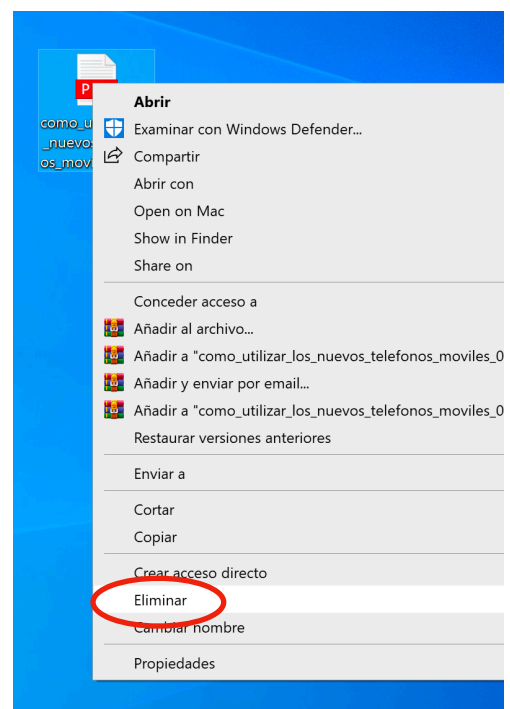 P
como_u
_nuevo
os_mov
Abrir
Examinar con Windows Defender...
Compartir
Abrir con
Open on Mac
Show in Finder
Share on
Conceder acceso a
Añadir al archivo...
Añadir a "como_utilizar_los_nuevos_telefonos_moviles_0
Añadir y enviar por email...
Añadir a "como_utilizar_los_nuevos_telefonos_moviles_0
Restaurar versiones anteriores
Enviar a
Cortar
Copiar
Crear acceso directo
Eliminar
Cambiar nombre
Propiedades